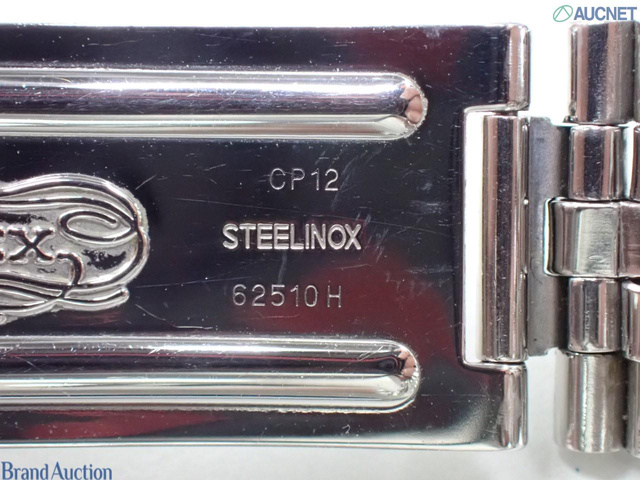 AUCNET
CP12
STEELINOX
62510H
Brand Auction